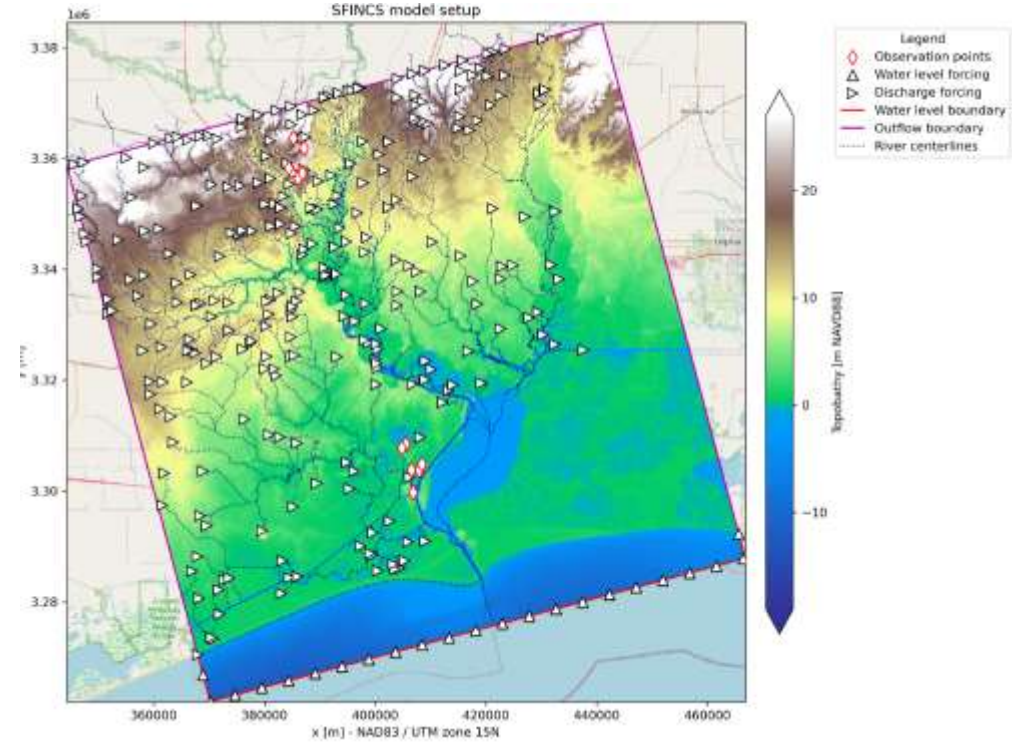 SFINCS model setup
1e6
3.38
3.36
3.34
3.32
3.30
3.28
360000
380000
400000
420000
440000
460000
x [m] - NAD83 / UTM zone 15N
20
10
0
−10
Topobathy [m NAVD88]
Legend
Observation points
Water level forcing
Discharge forcing
Water level boundary
Outflow boundary
River centerlines